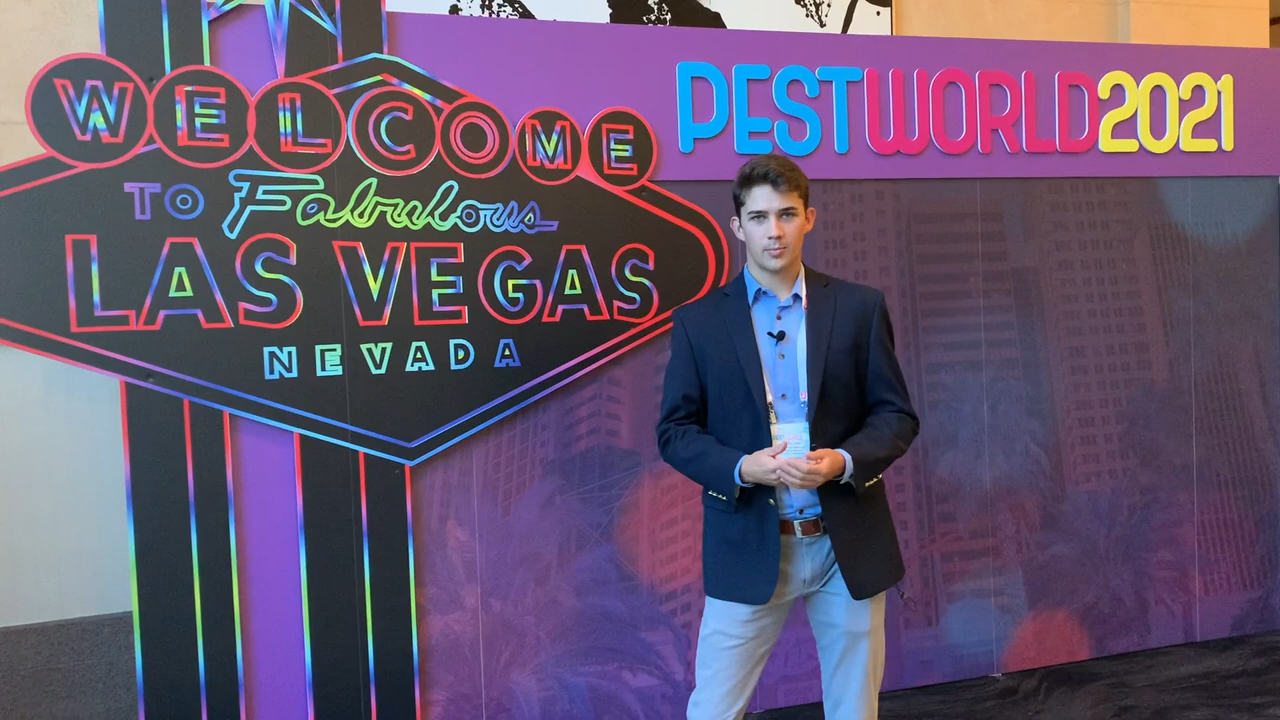 WELCOME
TO Fabulous
LAS VEGAS
NEVADA
PESTWORLD2021